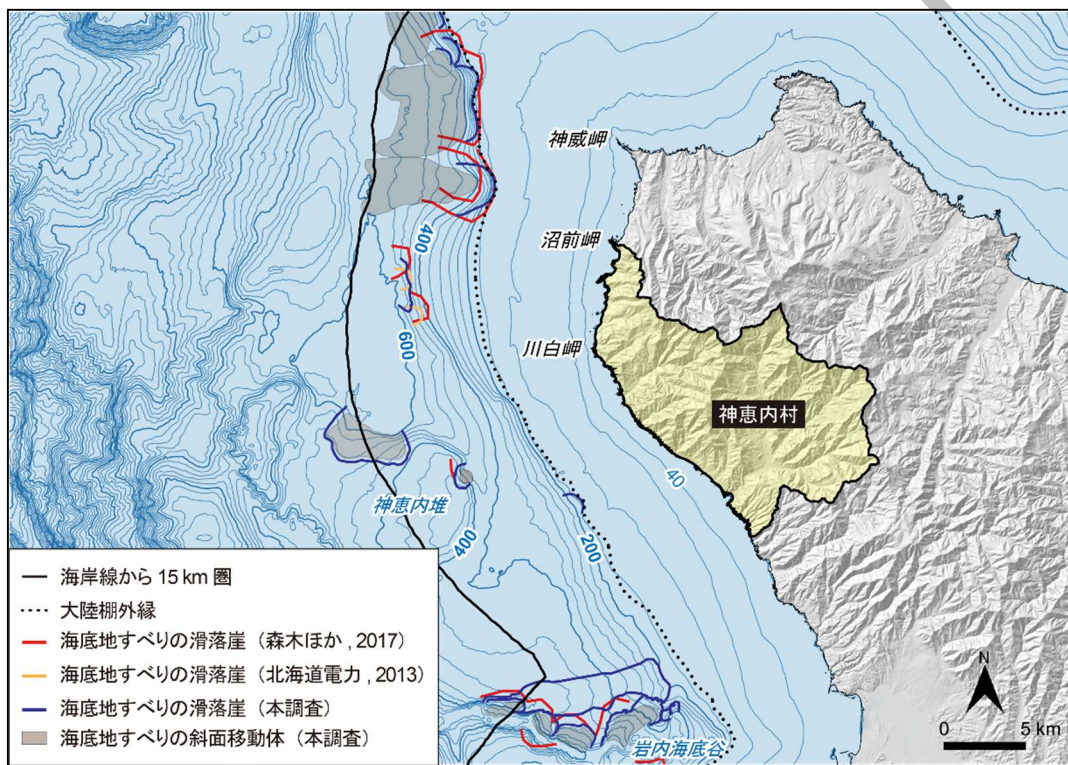 神威岬
沼前岬
400
600
川白岬
神恵内村
40
神恵内堆
200
400
海岸線から 15 km 圏
大陸棚外縁
海底地すべりの滑落崖（森木ほか , 2017）
海底地すべりの滑落崖（北海道電力 , 2013）
海底地すべりの滑落崖（本調査）
海底地すべりの斜面移動体（本調査）
岩内海底谷
N
0 5 km